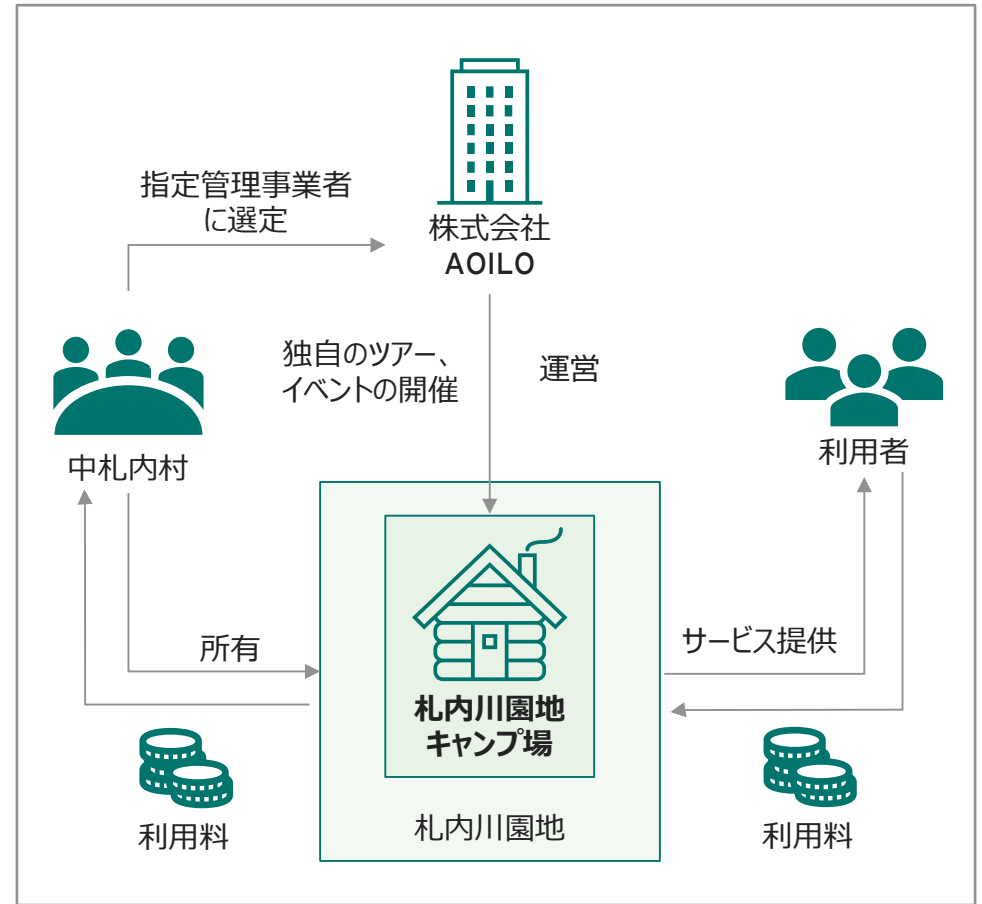 指定管理事業者
に選定
株式会社
AOILO
独自のツアー、
イベントの開催
運営
中札内村
利用者
所有
サービス提供
札内川園地
キャンプ場
札内川園地
利用料
利用料